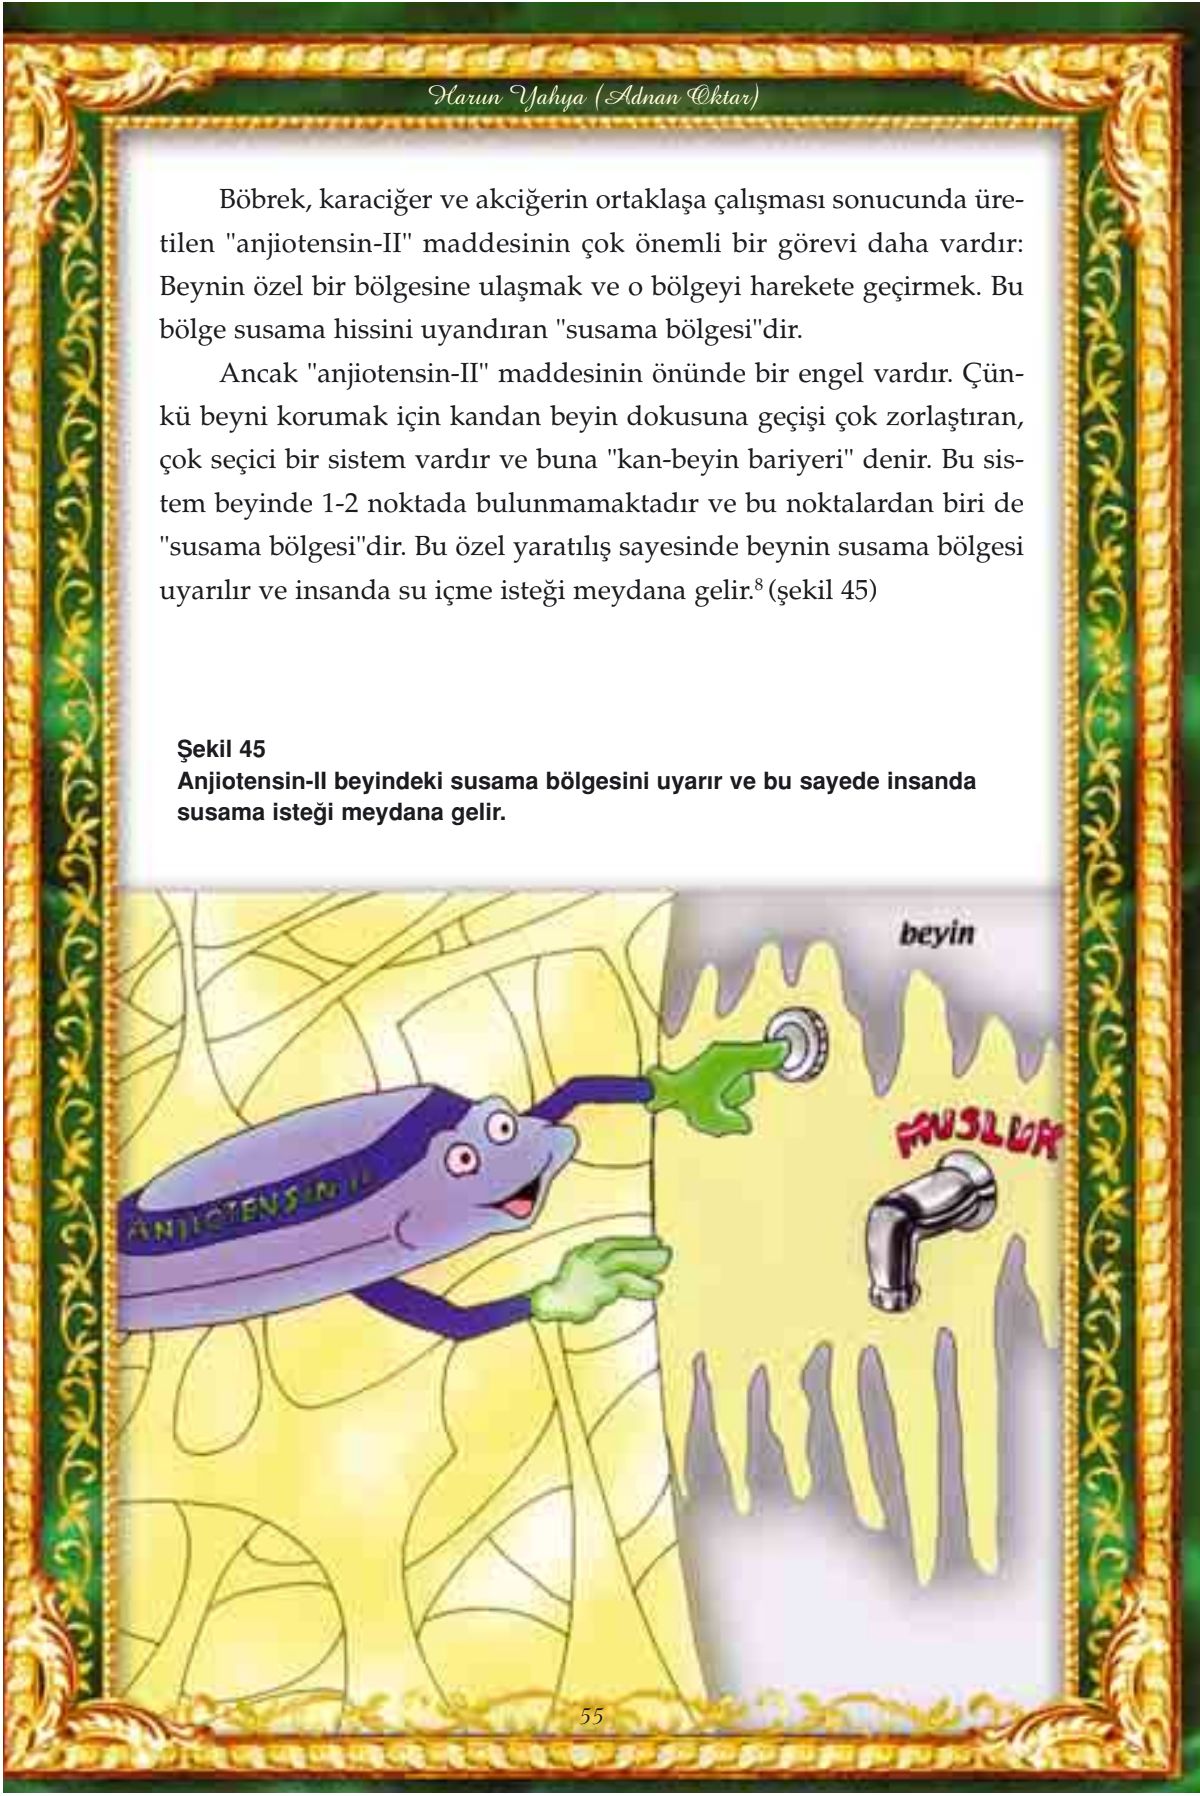 Harun Yahya (Adnan Oktar)
Böbrek, karaciğer ve akciğerin ortaklaşa çalışması sonucunda üre-
tilen "anjiotensin-II" maddesinin çok önemli bir görevi daha vardır:
Beynin özel bir bölgesine ulaşmak ve o bölgeyi harekete geçirmek. Bu
bölge susama hissini uyandıran "susama bölgesi"dir.
Ancak "anjiotensin-II" maddesinin önünde bir engel vardır. Çün-
kü beyni korumak için kandan beyin dokusuna geçişi çok zorlaştıran,
çok seçici bir sistem vardır ve buna "kan-beyin bariyeri" denir. Bu sis-
tem beyinde 1-2 noktada bulunmamaktadır ve bu noktalardan biri de
"susama bölgesi"dir. Bu özel yaratılış sayesinde beynin susama bölgesi
uyarılır ve insanda su içme isteği meydana gelir.8 (şekil 45)
Şekil 45
Anjiotensin-II beyindeki susama bölgesini uyarır ve bu sayede insanda
susama isteği meydana gelir.
beyin
MUSLUK
ANJIOTENSIN II
55